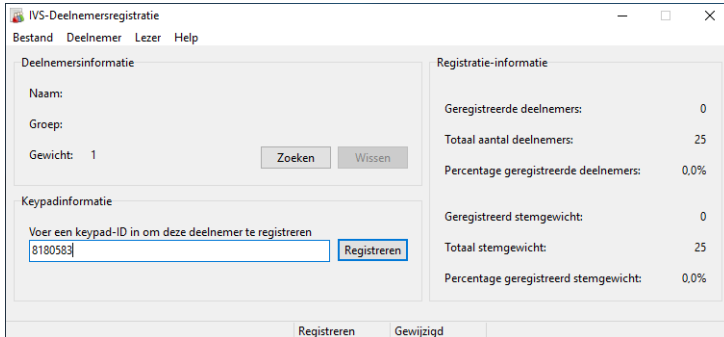 IVS-Deelnemersregistratie
Bestand Deelnemer Lezer Help
Deelnemersinformatie
Naam:
Groep:
Gewicht: 1
Zoeken Wissen
Keypadinformatie
Voer een keypad-ID in om deze deelnemer te registreren
8180583 Registreren
Registratie-informatie
Geregistreerde deelnemers: 0
Totaal aantal deelnemers: 25
Percentage geregistreerde deelnemers: 0,0%
Geregistreerd stemgewicht: 0
Totaal stemgewicht: 25
Percentage geregistreerd stemgewicht: 0,0%
Registreren Gewijzigd